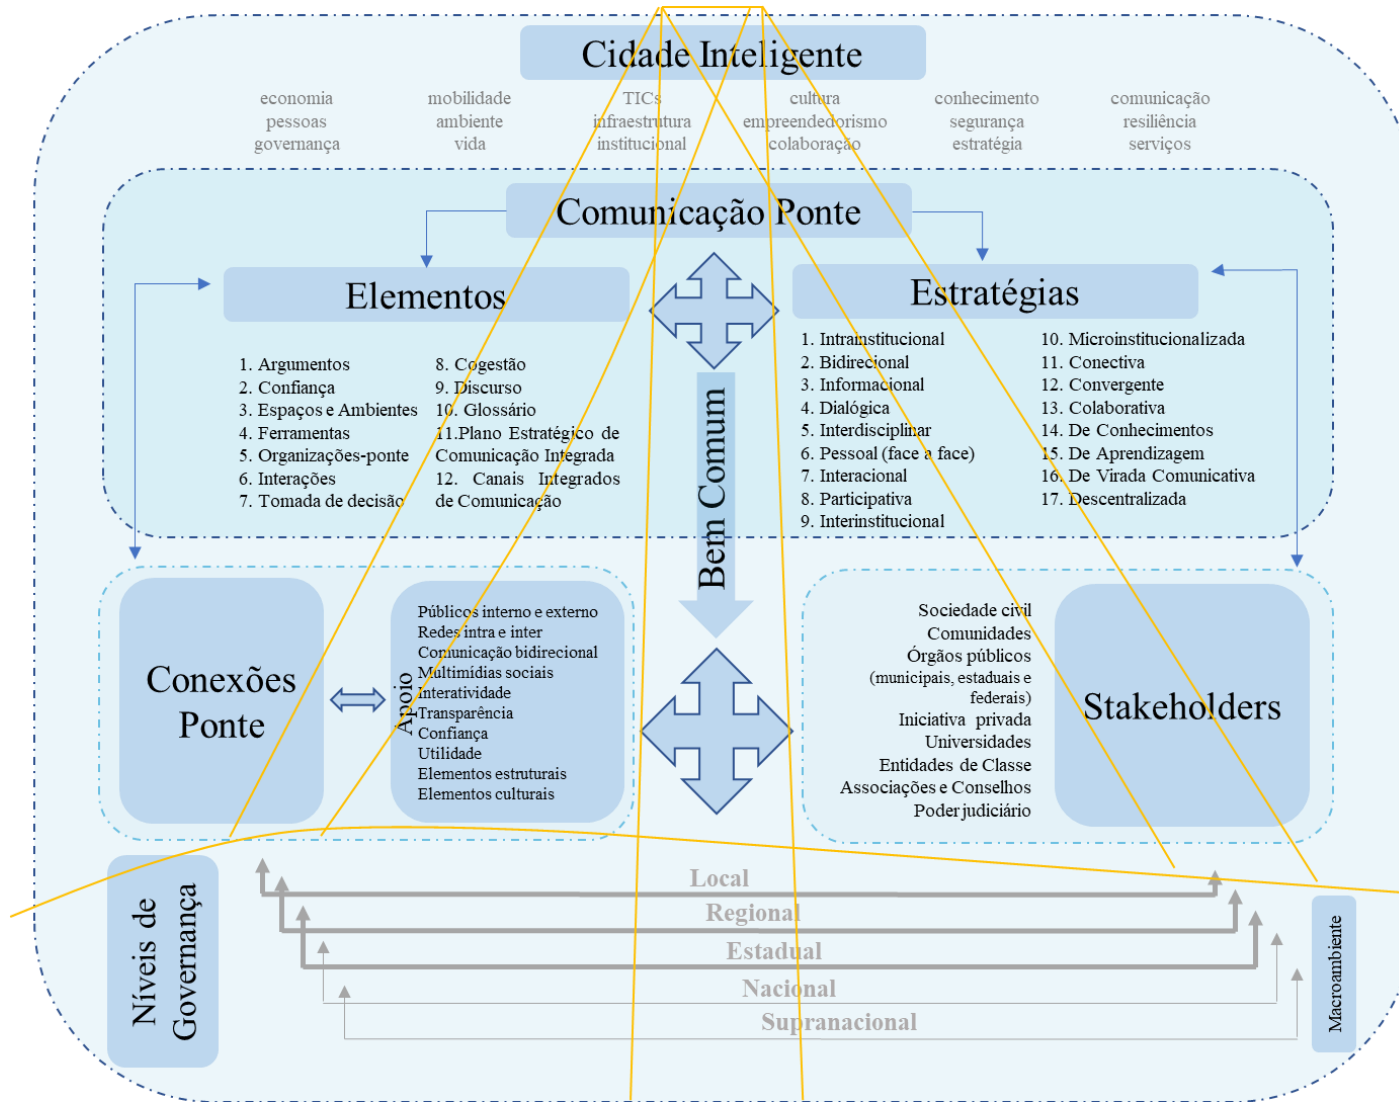 Cidade Inteligente
economia
pessoas
governança
mobilidade
ambiente
vida
TICs
infraestrutura
institucional
cultura
empreendedorismo
colaboração
conhecimento
segurança
estratégia
comunicação
resiliência
serviços
Comunicação Ponte
Elementos
1. Argumentos
2. Confiança
3. Espaços e Ambientes
4. Ferramentas
5. Organizações-ponte
6. Interações
7. Tomada de decisão
8. Cogestão
9. Discurso
10. Glossário
11.Plano Estratégico de
Comunicação Integrada
12. Canais Integrados
de Comunicação
Estratégias
1. Intrainstitucional
2. Bidirecional
3. Informacional
4. Dialógica
5. Interdisciplinar
6. Pessoal (face a face)
7. Interacional
8. Participativa
9. Interinstitucional
10. Microinstitucionalizada
11. Conectiva
12. Convergente
13. Colaborativa
14. De Conhecimentos
15. De Aprendizagem
16. De Virada Comunicativa
17. Descentralizada
Bem Comum
Conexões
Ponte
Apoio
Públicos interno e externo
Redes intra e inter
Comunicação bidirecional
Multimídias sociais
Interatividade
Transparência
Confiança
Utilidade
Elementos estruturais
Elementos culturais
Sociedade civil
Comunidades
Órgãos públicos
(municipais, estaduais e
federais)
Iniciativa privada
Universidades
Entidades de Classe
Associações e Conselhos
Poder judiciário
Stakeholders
Níveis de
Governança
Local
Regional
Estadual
Nacional
Supranacional
Macroambiente